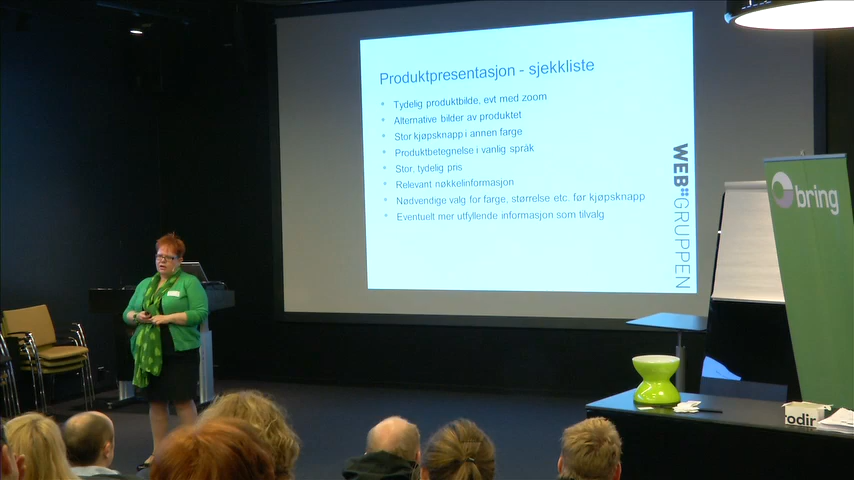 Produktpresentasjon - sjekkliste
Tydelig produktbilde, evt med zoom
Alternative bilder av produktet
Stor kjøpsknapp i annen farge
Produktbetegnelse i vanlig språk
Stor, tydelig pris
Relevant nøkkelinformasjon
Nødvendige valg for farge, størrelse etc. før kjøpsknapp
Eventuelt mer utfyllende informasjon som tilvalg
WEB GRUPPEN
bring
rodir